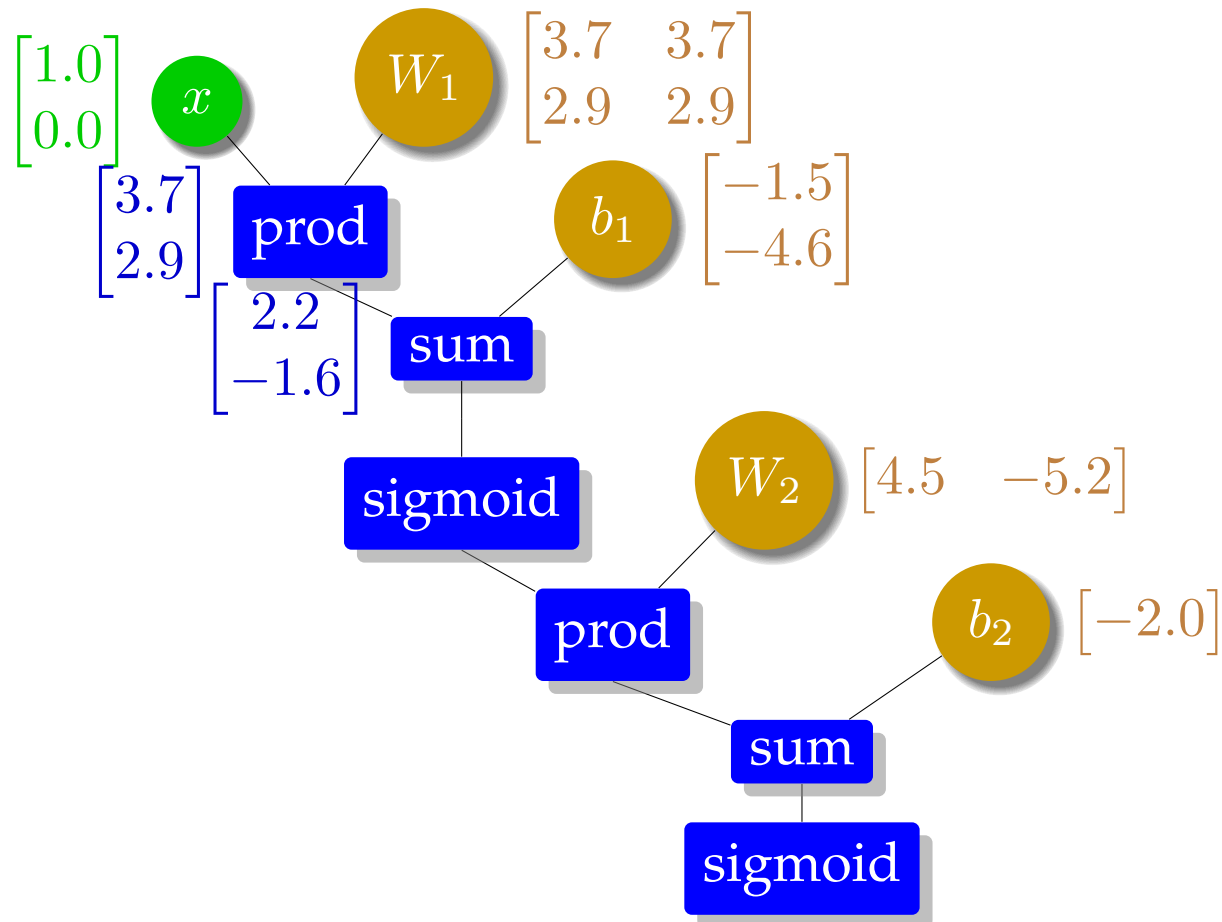 [1.0
0.0]
x
W₁
[3.7 3.7
2.9 2.9]
[3.7
2.9]
prod
b₁
[−1.5
−4.6]
[2.2
−1.6]
sum
sigmoid
W₂
[4.5 −5.2]
prod
b₂
[−2.0]
sum
sigmoid